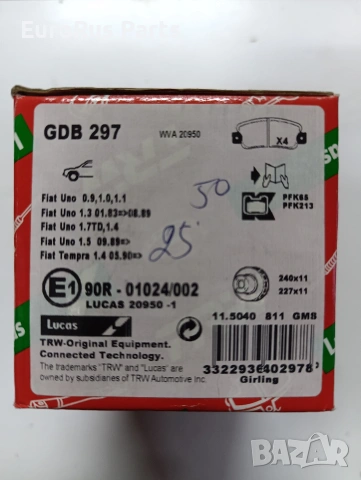 EuroBus Parts
GDB 297
WVA 20950
X4
Fiat Uno 0.9,1.0,1.1
Fiat Uno 1.3 01.83=>08.89
Fiat Uno 1.7TD,1.4
Fiat Uno 1.5 09.89=>
Fiat Tempra 1.4 05.90=>
50
25
PFK65
PFK213
E1 90R - 01024/002
LUCAS 20950 -1
240x11
227x11
Lucas
11.5040 811 GMS
TRW-Original Equipment.
Connected Technology.
The trademarks "TRW" and "Lucas" are
owned by subsidiaries of TRW Automotive Inc.
3322936402978
Girling
bazar